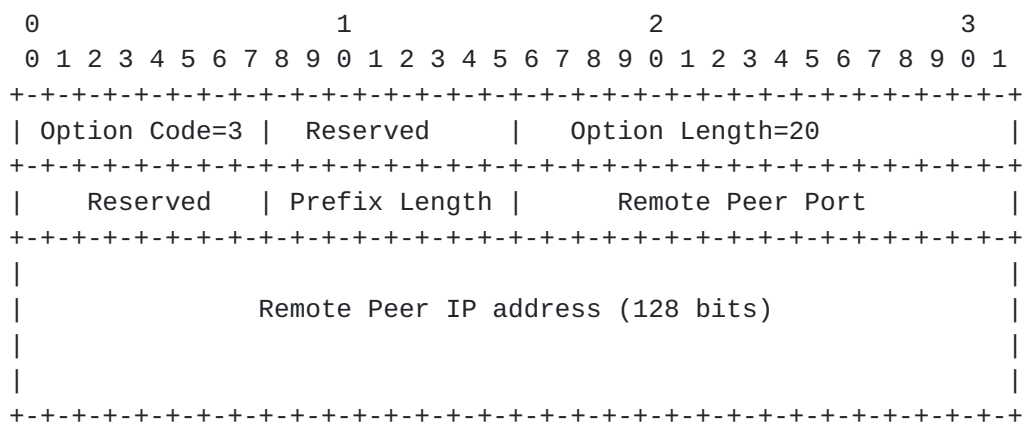 0                   1                   2                   3
 0 1 2 3 4 5 6 7 8 9 0 1 2 3 4 5 6 7 8 9 0 1 2 3 4 5 6 7 8 9 0 1
+-+-+-+-+-+-+-+-+-+-+-+-+-+-+-+-+-+-+-+-+-+-+-+-+-+-+-+-+-+-+-+-+
| Option Code=3 |  Reserved     |   Option Length=20            |
+-+-+-+-+-+-+-+-+-+-+-+-+-+-+-+-+-+-+-+-+-+-+-+-+-+-+-+-+-+-+-+-+
|    Reserved   | Prefix Length |      Remote Peer Port         |
+-+-+-+-+-+-+-+-+-+-+-+-+-+-+-+-+-+-+-+-+-+-+-+-+-+-+-+-+-+-+-+-+
|                                                               |
|               Remote Peer IP address (128 bits)               |
|                                                               |
|                                                               |
+-+-+-+-+-+-+-+-+-+-+-+-+-+-+-+-+-+-+-+-+-+-+-+-+-+-+-+-+-+-+-+-+